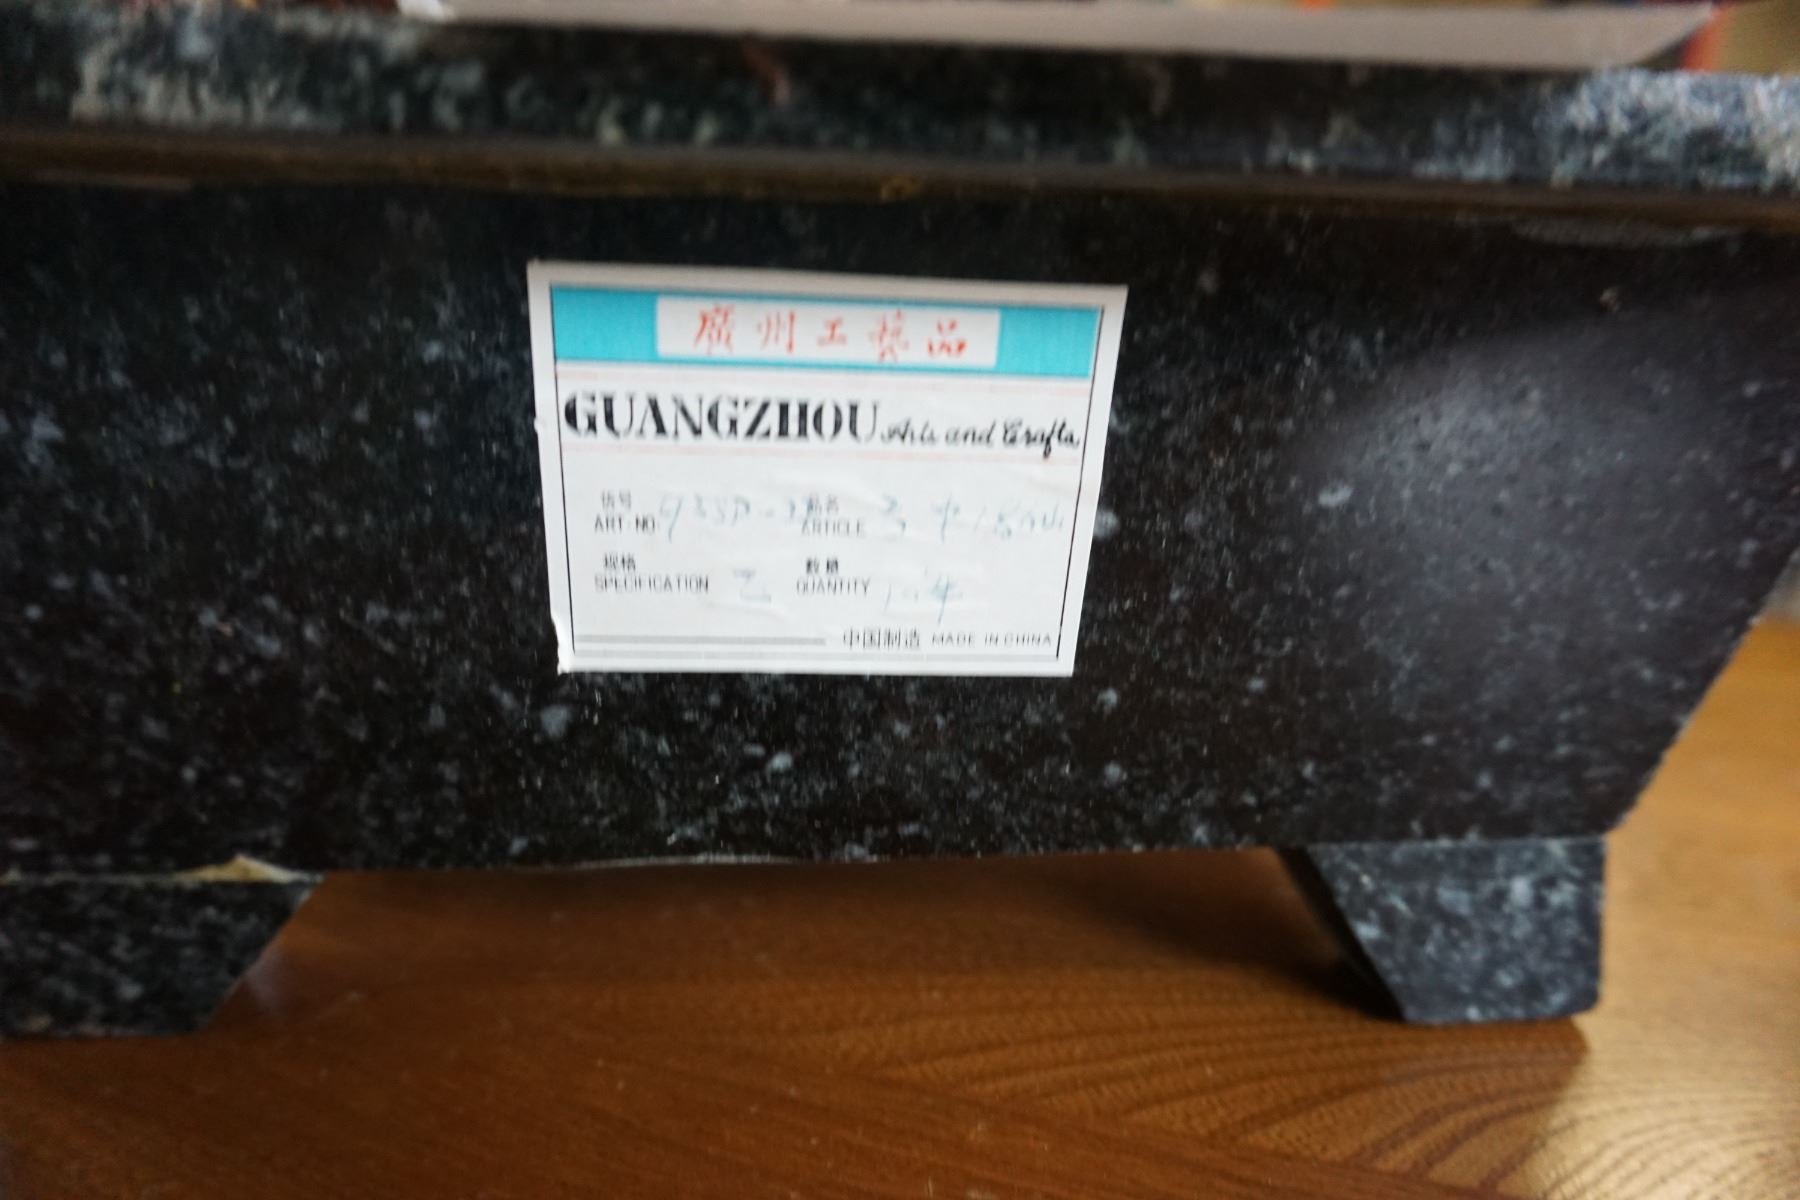 廣州工藝品
GUANGZHOU Arts and Crafts
货号 品名
ART·NO. ARTICLE
规格 数量
SPECIFICATION QUANTITY
中国制造 MADE IN CHINA